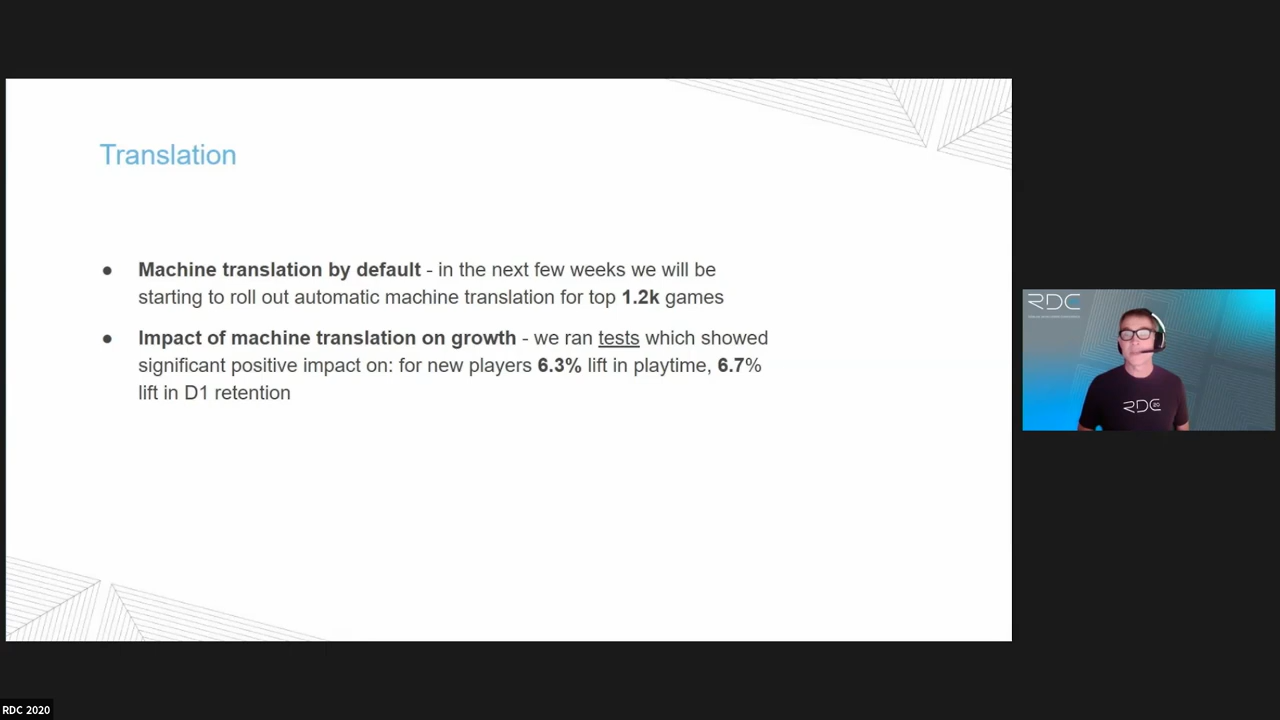 Translation
● Machine translation by default - in the next few weeks we will be
starting to roll out automatic machine translation for top 1.2k games
● Impact of machine translation on growth - we ran tests which showed
significant positive impact on: for new players 6.3% lift in playtime, 6.7%
lift in D1 retention
RDC
RDC20
RDC 2020